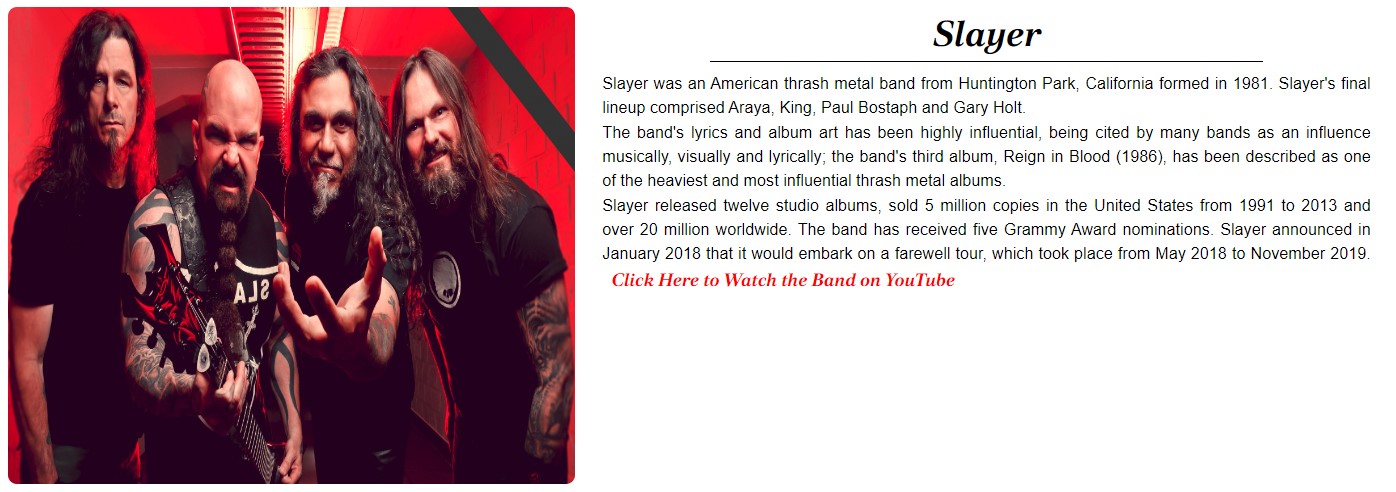 Slayer
Slayer was an American thrash metal band from Huntington Park, California formed in 1981. Slayer's final
lineup comprised Araya, King, Paul Bostaph and Gary Holt.
The band's lyrics and album art has been highly influential, being cited by many bands as an influence
musically, visually and lyrically; the band's third album, Reign in Blood (1986), has been described as one
of the heaviest and most influential thrash metal albums.
Slayer released twelve studio albums, sold 5 million copies in the United States from 1991 to 2013 and
over 20 million worldwide. The band has received five Grammy Award nominations. Slayer announced in
January 2018 that it would embark on a farewell tour, which took place from May 2018 to November 2019.
Click Here to Watch the Band on YouTube
SLA